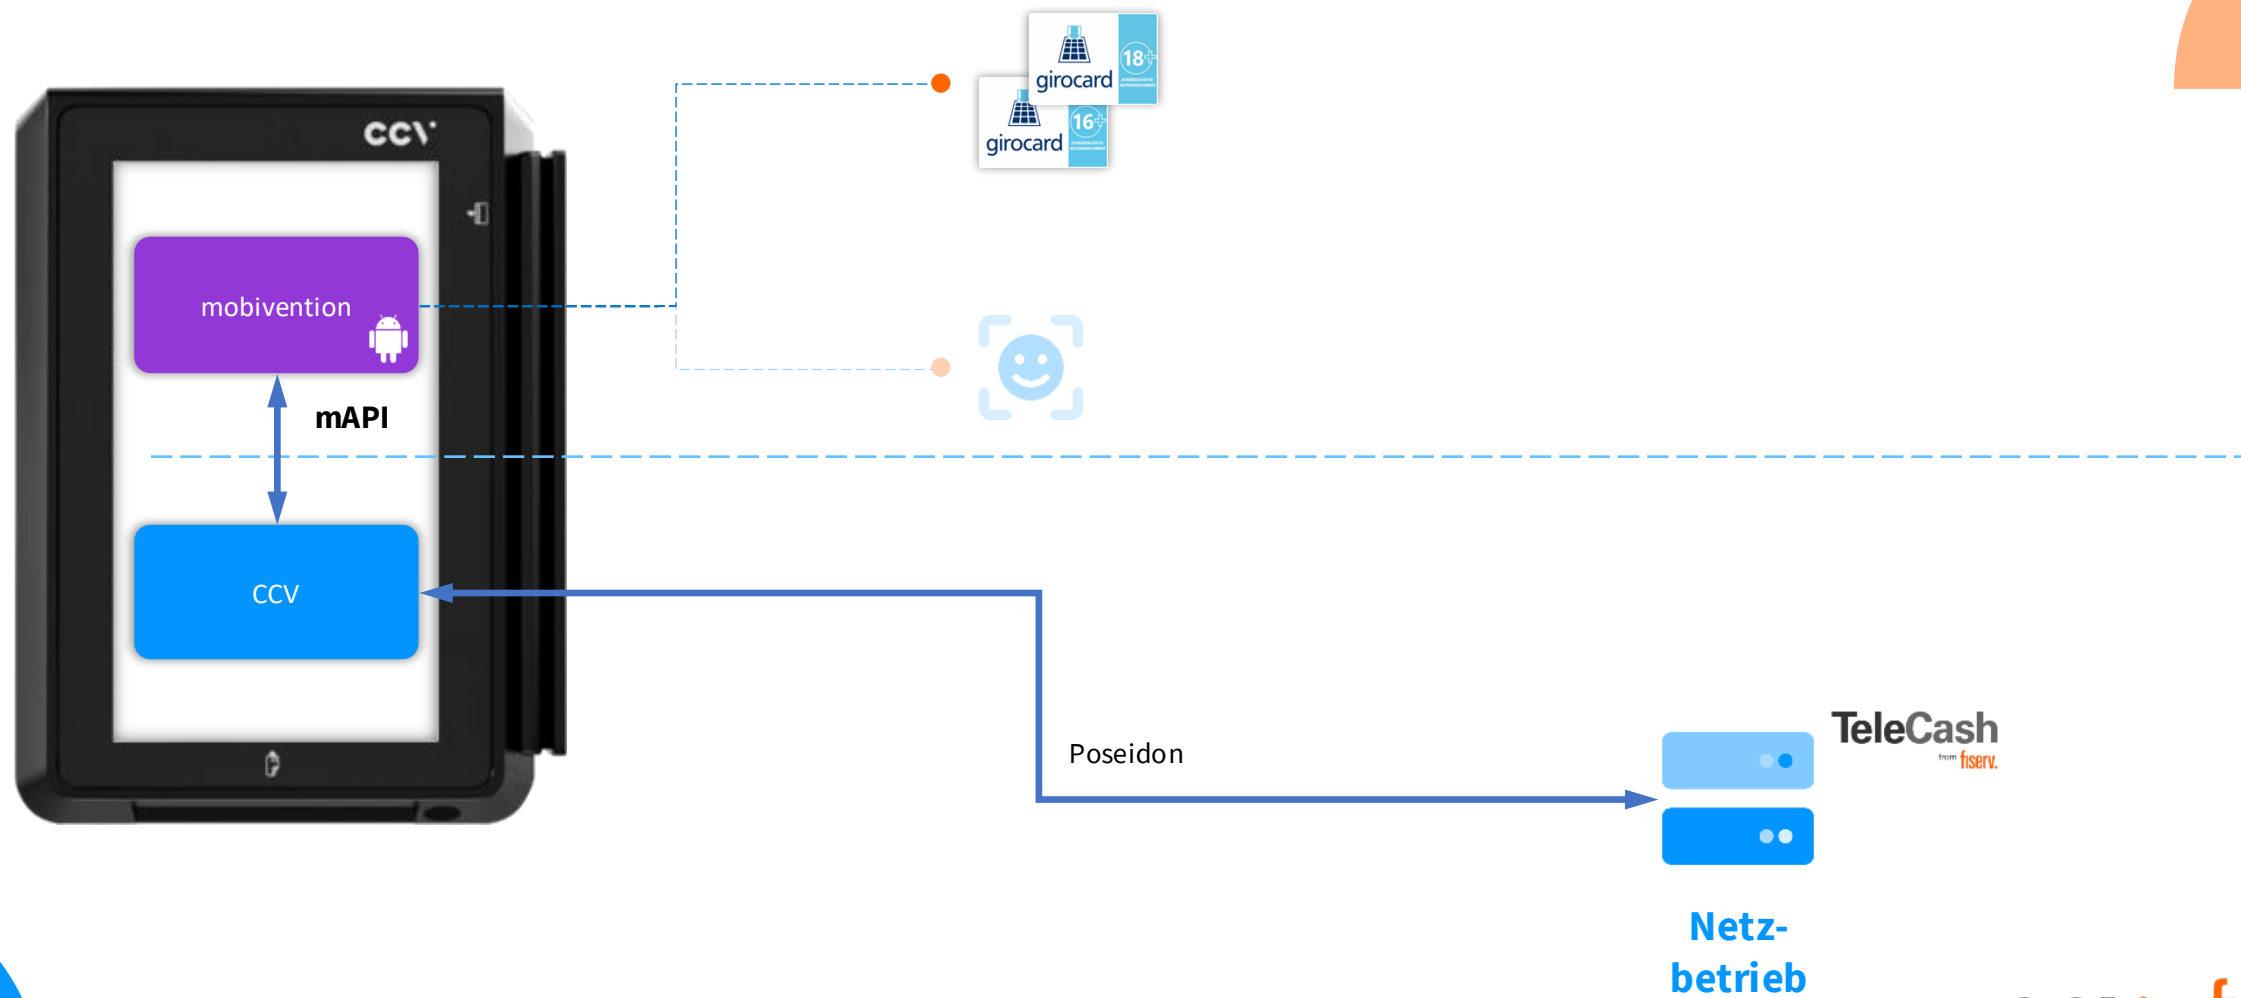 18+
girocard
16+
girocard
CCV
mobivention
mAPI
CCV
Poseidon
TeleCash
from fiserv.
Netz-
betrieb